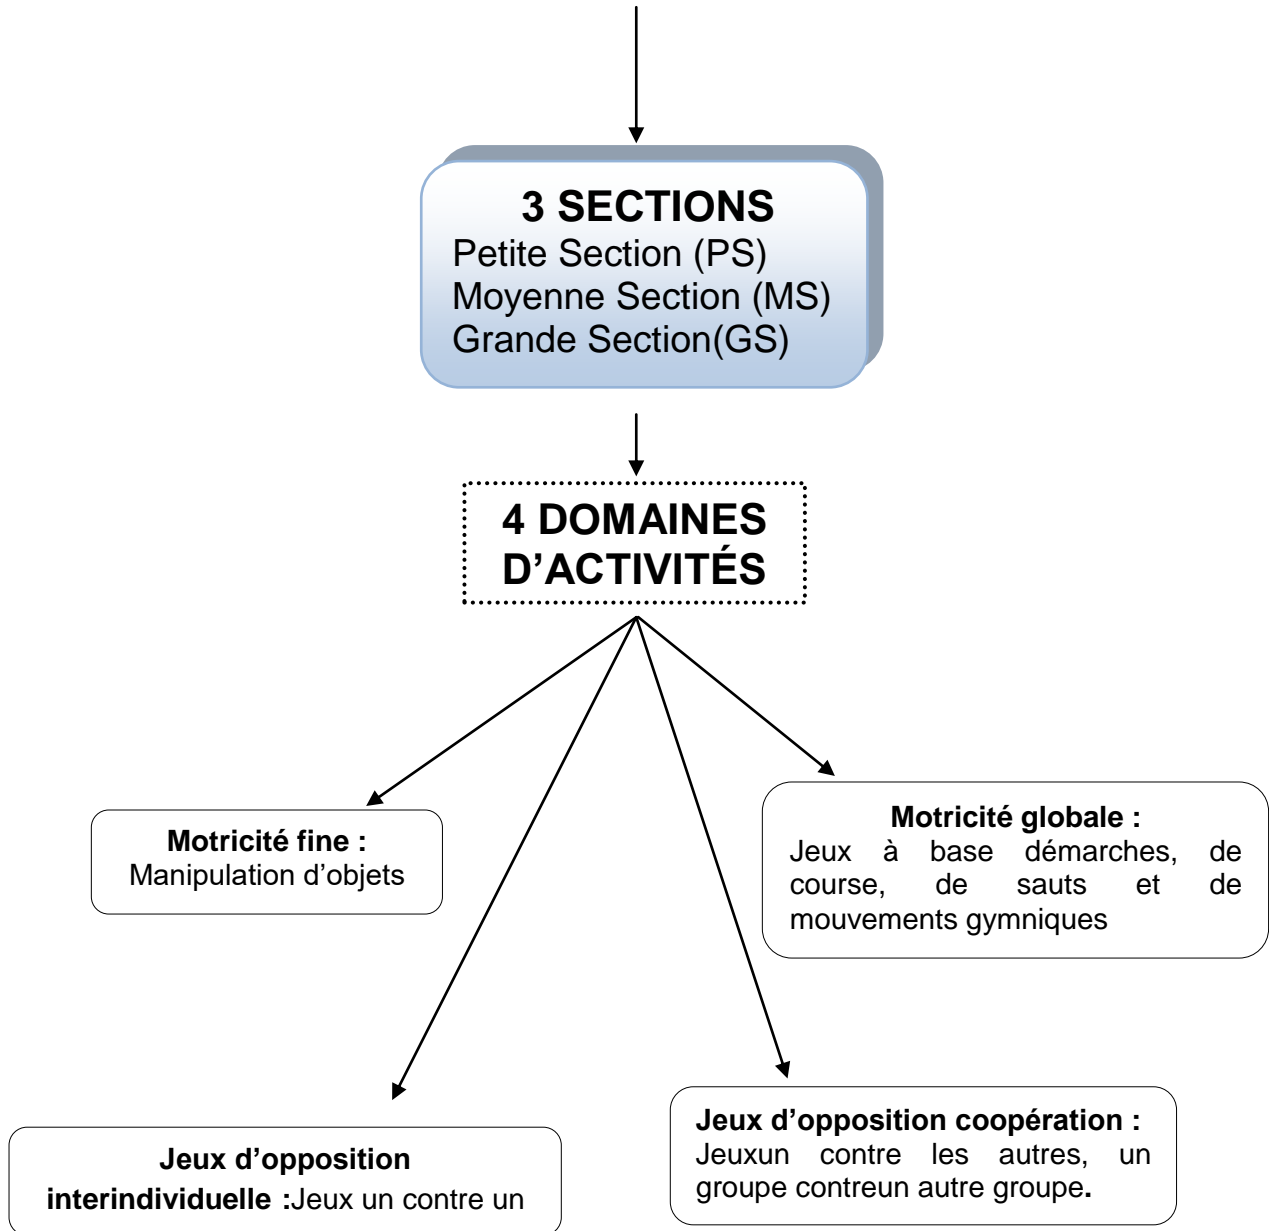 3 SECTIONS
Petite Section (PS)
Moyenne Section (MS)
Grande Section(GS)
4 DOMAINES
D’ACTIVITÉS
Motricité fine :
Manipulation d’objets
Motricité globale :
Jeux à base démarches, de
course, de sauts et de
mouvements gymniques
Jeux d’opposition
interindividuelle :Jeux un contre un
Jeux d’opposition coopération :
Jeuxun contre les autres, un
groupe contreun autre groupe.